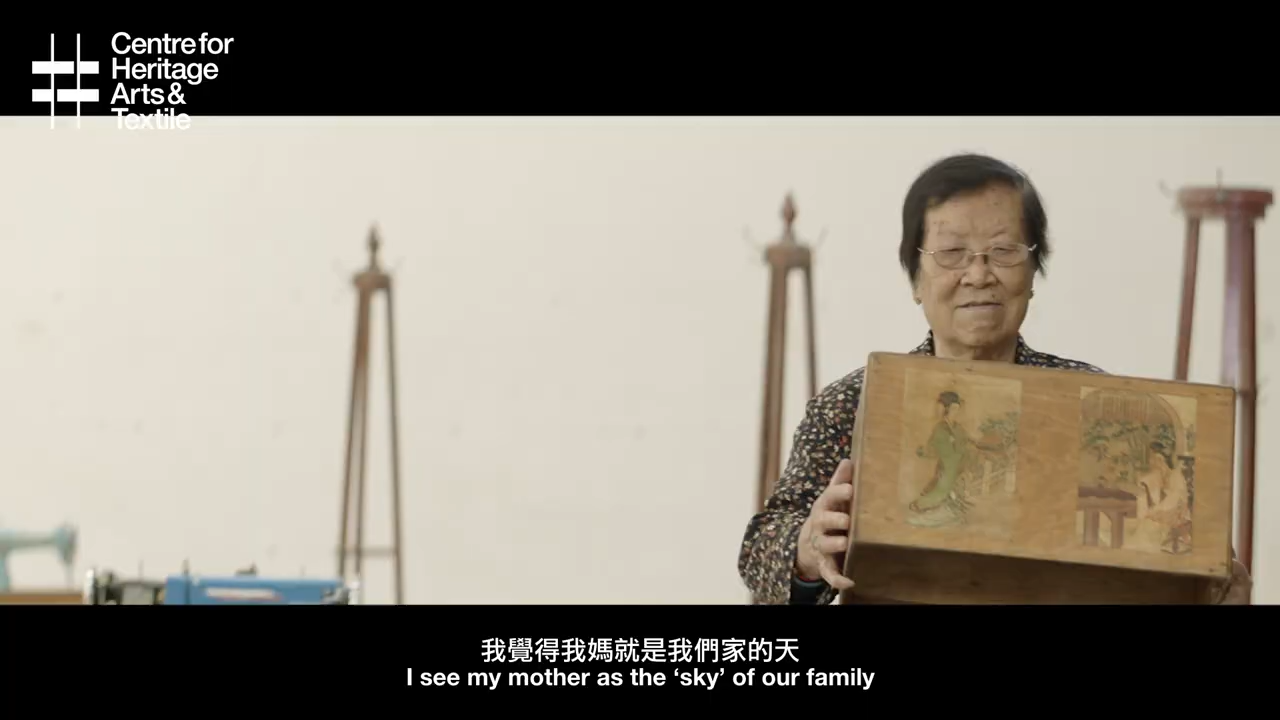 Centre for
Heritage
Arts &
Textile
我覺得我媽就是我們家的天
I see my mother as the ‘sky’ of our family